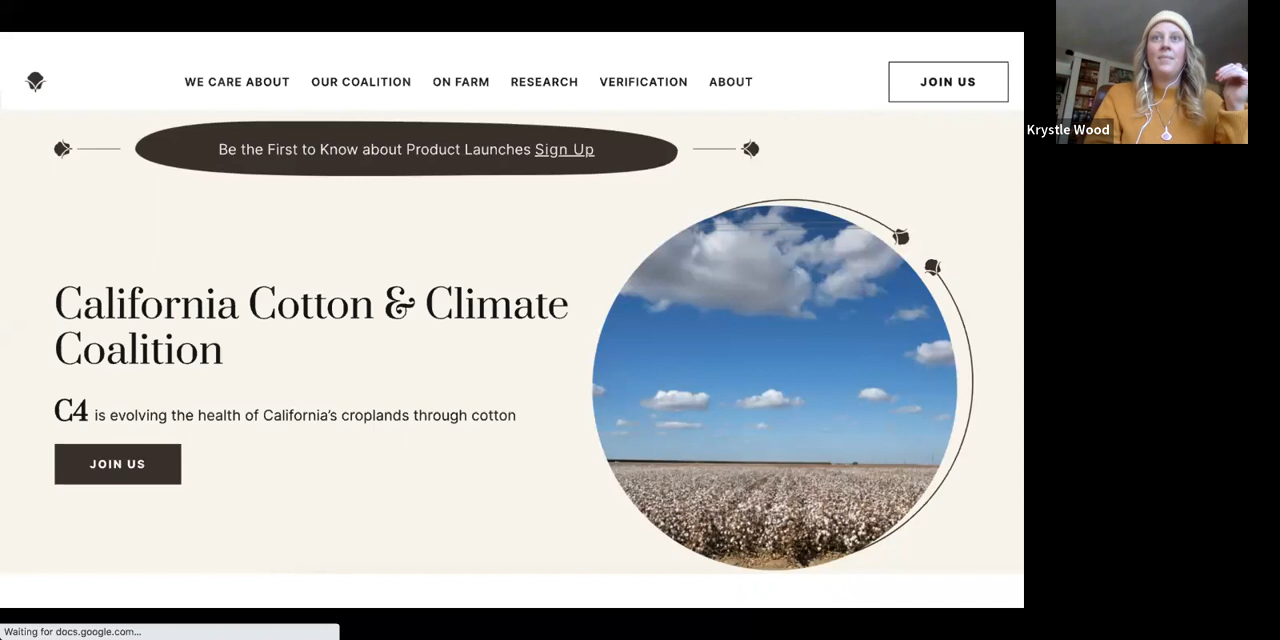 WE CARE ABOUT OUR COALITION ON FARM RESEARCH VERIFICATION ABOUT JOIN US
Krystle Wood
Be the First to Know about Product Launches Sign Up
California Cotton & Climate
Coalition
C4 is evolving the health of California's croplands through cotton
JOIN US
Waiting for docs.google.com...